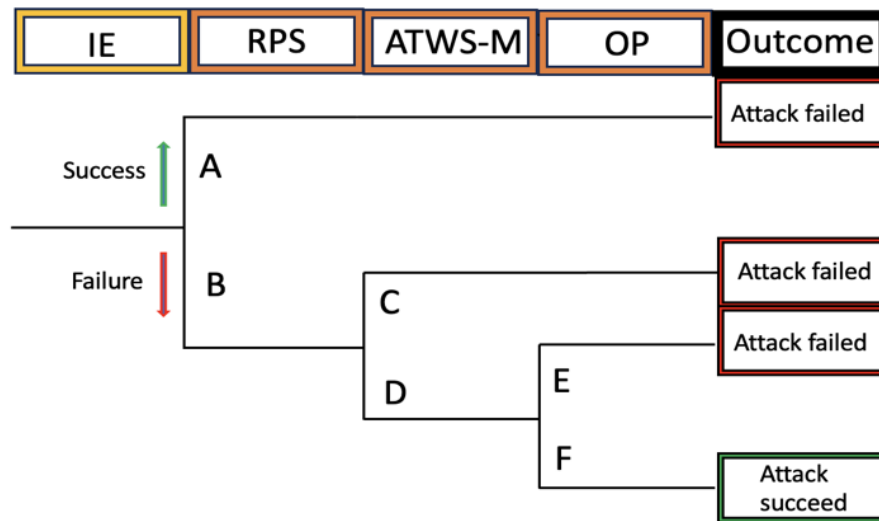 IE
RPS
ATWS-M
OP
Outcome
Attack failed
Success
A
Failure
B
C
Attack failed
Attack failed
D
E
F
Attack
succeed